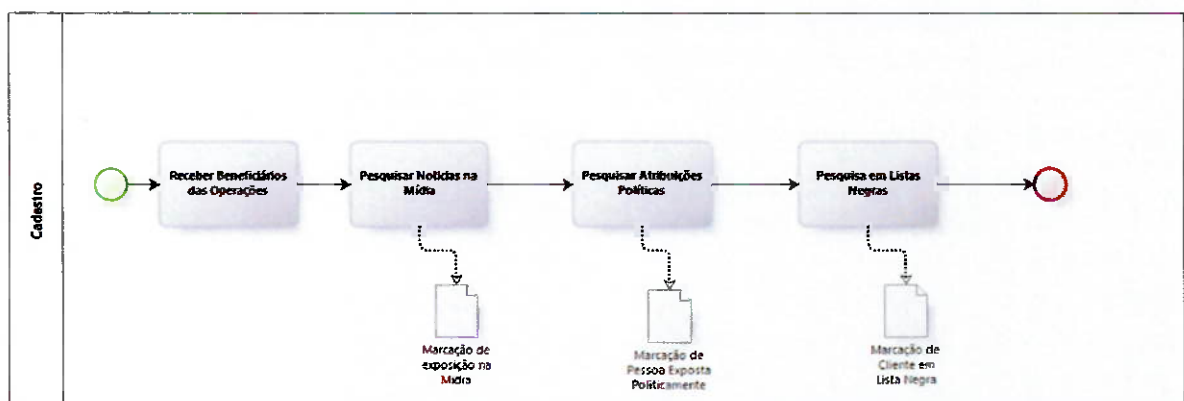 Cadastro
Receber Beneficiários
das Operações
Pesquisar Notícias na
Mídia
Pesquisar Atribuições
Políticas
Pesquisa em Listas
Negras
Marcação de
exposição na
Mídia
Marcação de
Pessoa Exposta
Politicamente
Marcação de
Cliente em
Lista Negra